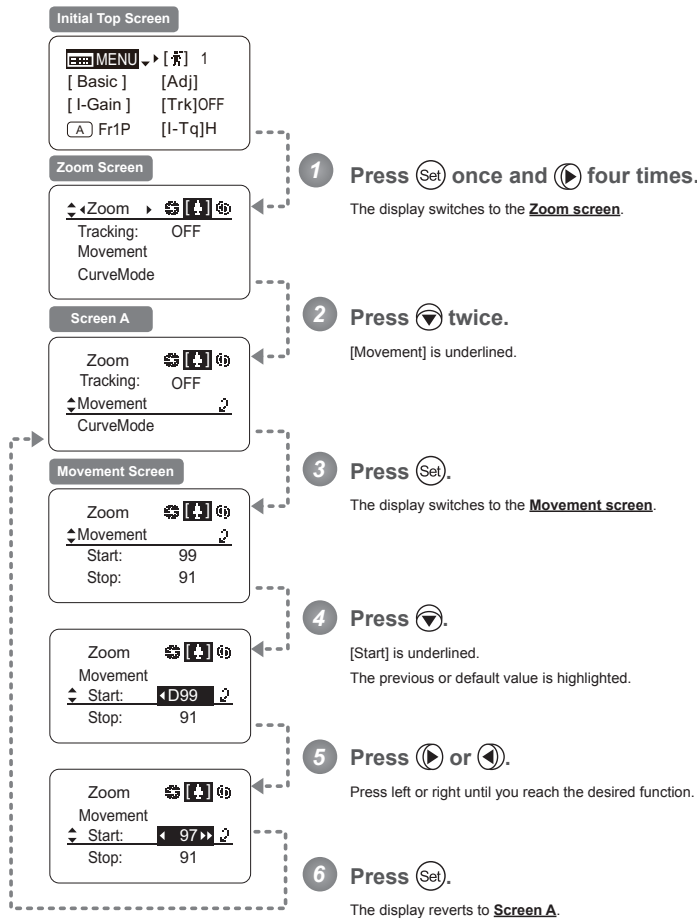 Initial Top Screen
MENU [ ] 1
[ Basic ] [Adj]
[ I-Gain ] [Trk]OFF
A Fr1P [I-Tq]H
Zoom Screen
Zoom
Tracking: OFF
Movement
CurveMode
Screen A
Zoom
Tracking: OFF
Movement
CurveMode
Movement Screen
Zoom
Movement
Start: 99
Stop: 91
Zoom
Movement
Start: D99
Stop: 91
Zoom
Movement
Start: 97
Stop: 91
1 Press Set once and four times.
The display switches to the Zoom screen.
2 Press twice.
[Movement] is underlined.
3 Press Set.
The display switches to the Movement screen.
4 Press .
[Start] is underlined.
The previous or default value is highlighted.
5 Press or .
Press left or right until you reach the desired function.
6 Press Set.
The display reverts to Screen A.